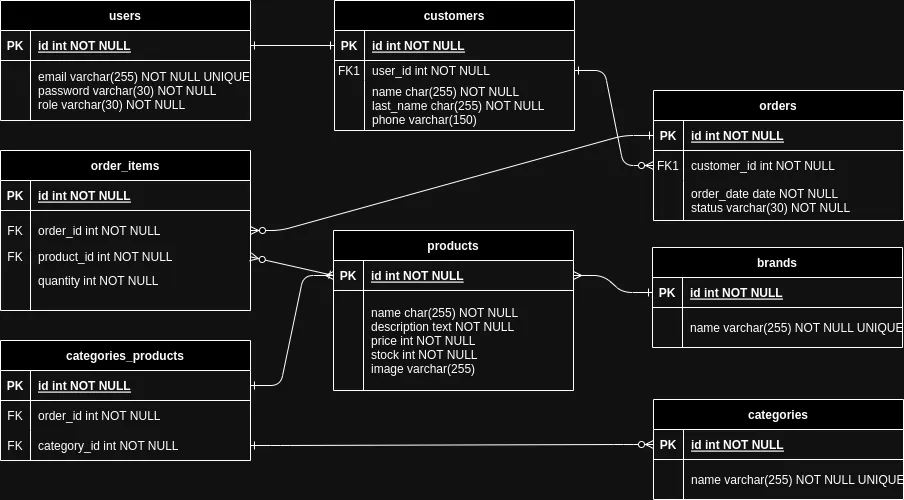 users
PK id int NOT NULL
email varchar(255) NOT NULL UNIQUE
password varchar(30) NOT NULL
role varchar(30) NOT NULL
customers
PK id int NOT NULL
FK1 user_id int NOT NULL
name char(255) NOT NULL
last_name char(255) NOT NULL
phone varchar(150)
orders
PK id int NOT NULL
FK1 customer_id int NOT NULL
order_date date NOT NULL
status varchar(30) NOT NULL
order_items
PK id int NOT NULL
FK order_id int NOT NULL
FK product_id int NOT NULL
quantity int NOT NULL
products
PK id int NOT NULL
name char(255) NOT NULL
description text NOT NULL
price int NOT NULL
stock int NOT NULL
image varchar(255)
brands
PK id int NOT NULL
name varchar(255) NOT NULL UNIQUE
categories_products
PK id int NOT NULL
FK order_id int NOT NULL
FK category_id int NOT NULL
categories
PK id int NOT NULL
name varchar(255) NOT NULL UNIQUE